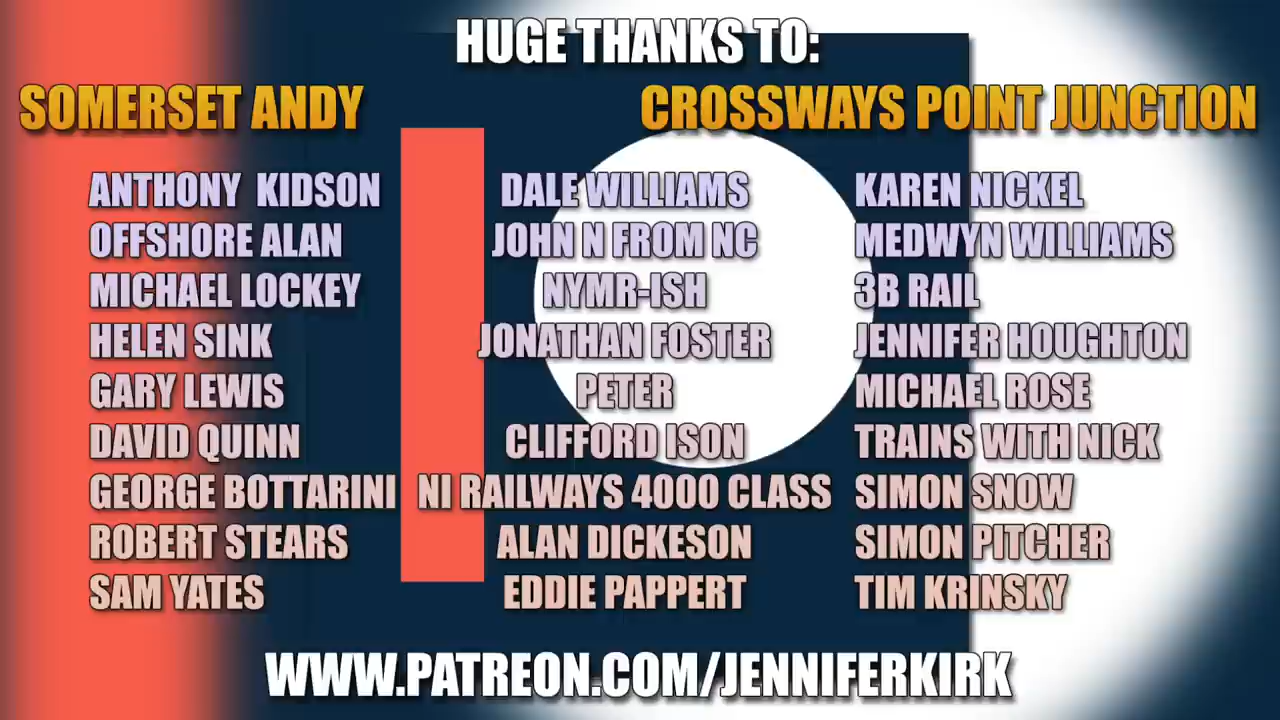 HUGE THANKS TO:
SOMERSET ANDY
CROSSWAYS POINT JUNCTION
ANTHONY KIDSON
OFFSHORE ALAN
MICHAEL LOCKEY
HELEN SINK
GARY LEWIS
DAVID QUINN
GEORGE BOTTARINI
ROBERT STEARS
SAM YATES
DALE WILLIAMS
JOHN N FROM NC
NYMR-ISH
JONATHAN FOSTER
PETER
CLIFFORD ISON
NI RAILWAYS 4000 CLASS
ALAN DICKESON
EDDIE PAPPERT
KAREN NICKEL
MEDWYN WILLIAMS
3B RAIL
JENNIFER HOUGHTON
MICHAEL ROSE
TRAINS WITH NICK
SIMON SNOW
SIMON PITCHER
TIM KRINSKY
WWW.PATREON.COM/JENNIFERKIRK